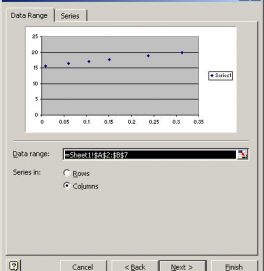 Data Range Series
25
20
15
10
5
0
0 0.05 0.1 0.15 0.2 0.25 0.3 0.35
Series1
Data range: =Sheet1!$A$2:$B$7
Series in: Rows
Columns
Cancel < Back Next > Finish